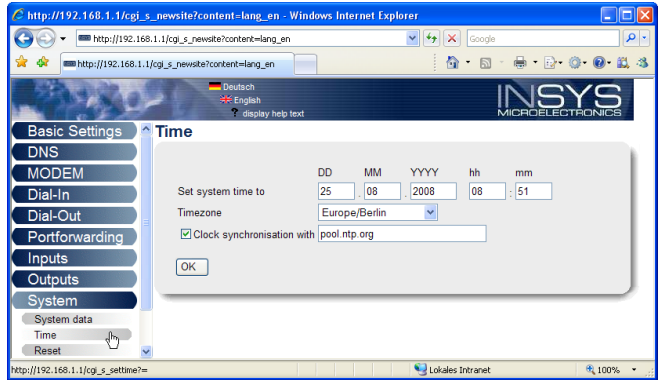 http://192.168.1.1/cgi_s_newsite?content=lang_en - Windows Internet Explorer
http://192.168.1.1/cgi_s_newsite?content=lang_en
Google
http://192.168.1.1/cgi_s_newsite?content=lang_en
Deutsch
English
? display help text
INSYS
MICROELECTRONICS
Basic Settings
DNS
MODEM
Dial-In
Dial-Out
Portforwarding
Inputs
Outputs
System
System data
Time
Reset
Time
DD MM YYYY hh mm
Set system time to 25 . 08 . 2008 08 : 51
Timezone Europe/Berlin
Clock synchronisation with pool.ntp.org
OK
http://192.168.1.1/cgi_s_settime?= Lokales Intranet 100%